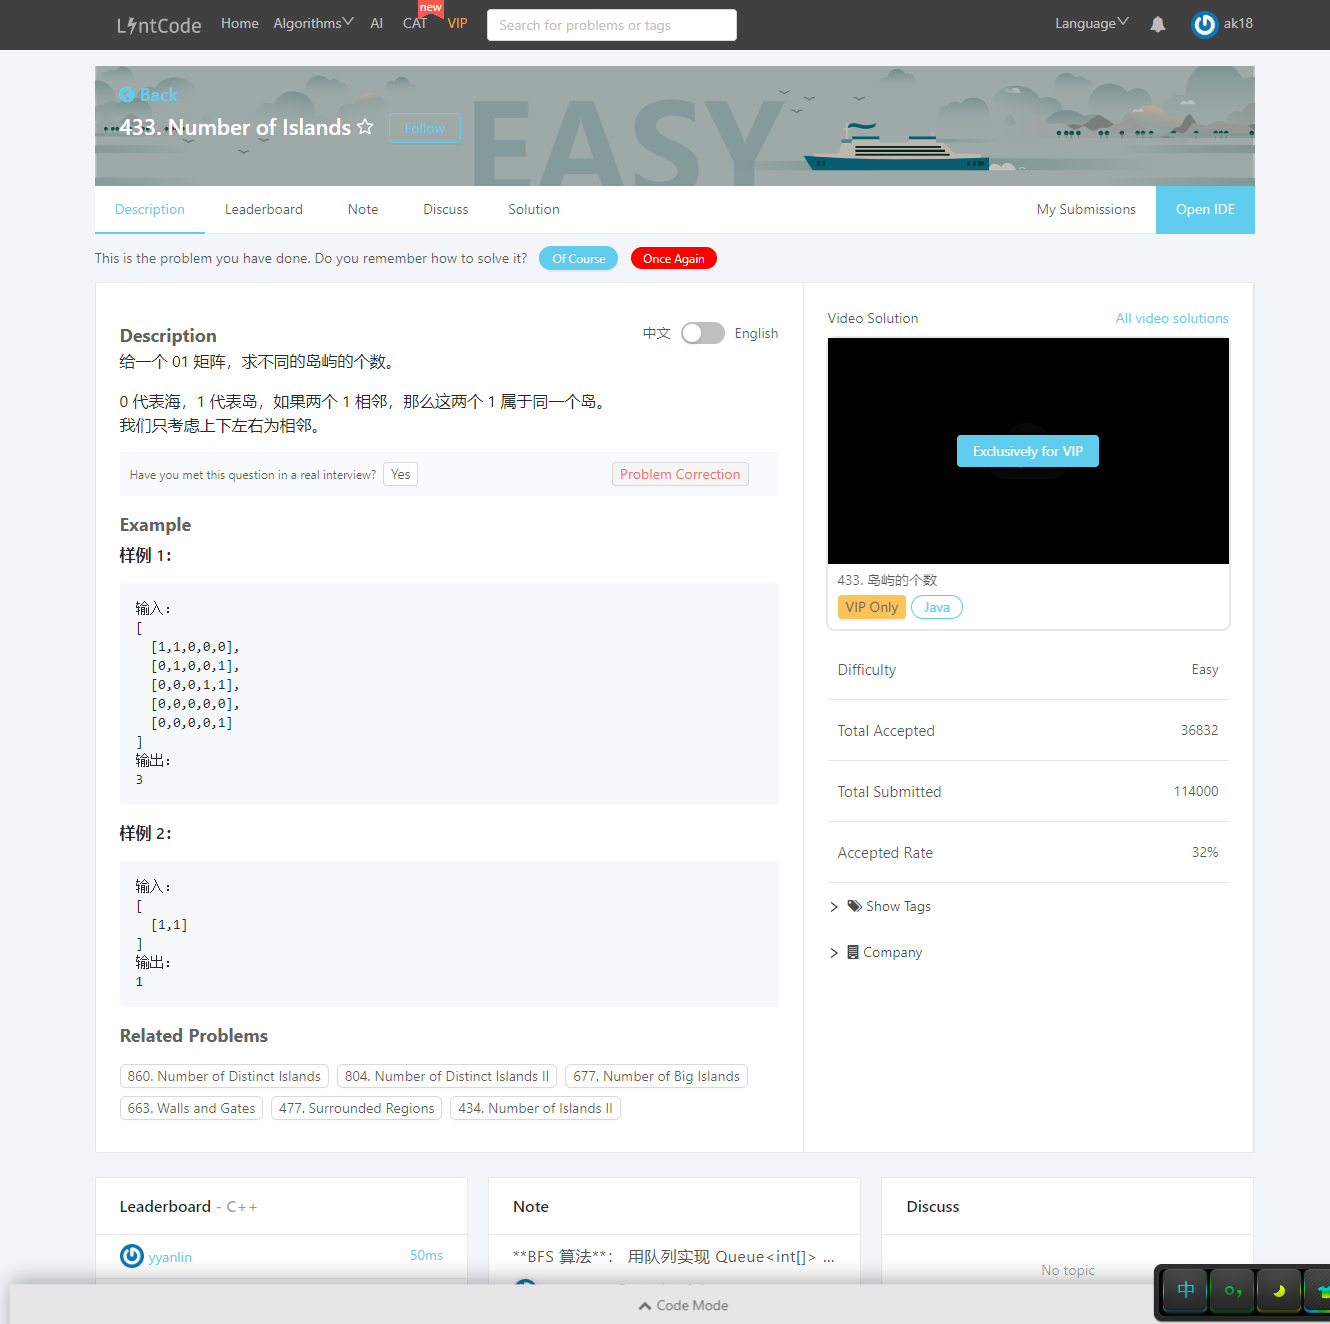 LintCode
Home Algorithms AI CAT new VIP Search for problems or tags Language ak18
EASY
Back
433. Number of Islands Follow
Description Leaderboard Note Discuss Solution My Submissions Open IDE
This is the problem you have done. Do you remember how to solve it? Of Course Once Again
Description 中文 English
给一个 01 矩阵，求不同的岛屿的个数。
0 代表海，1 代表岛，如果两个 1 相邻，那么这两个 1 属于同一个岛。
我们只考虑上下左右为相邻。
Have you met this question in a real interview? Yes Problem Correction
Example
样例 1：
输入：
[
[1,1,0,0,0],
[0,1,0,0,1],
[0,0,0,1,1],
[0,0,0,0,0],
[0,0,0,0,1]
]
输出：
3
样例 2：
输入：
[
[1,1]
]
输出：
1
Related Problems
860. Number of Distinct Islands 804. Number of Distinct Islands II 677. Number of Big Islands
663. Walls and Gates 477. Surrounded Regions 434. Number of Islands II
Video Solution All video solutions
Exclusively for VIP
433. 岛屿的个数
VIP Only Java
Difficulty Easy
Total Accepted 36832
Total Submitted 114000
Accepted Rate 32%
Show Tags
Company
Leaderboard - C++
yyanlin 50ms
Note
**BFS 算法**： 用队列实现 Queue<int[]> ...
Discuss
No topic
Code Mode
中